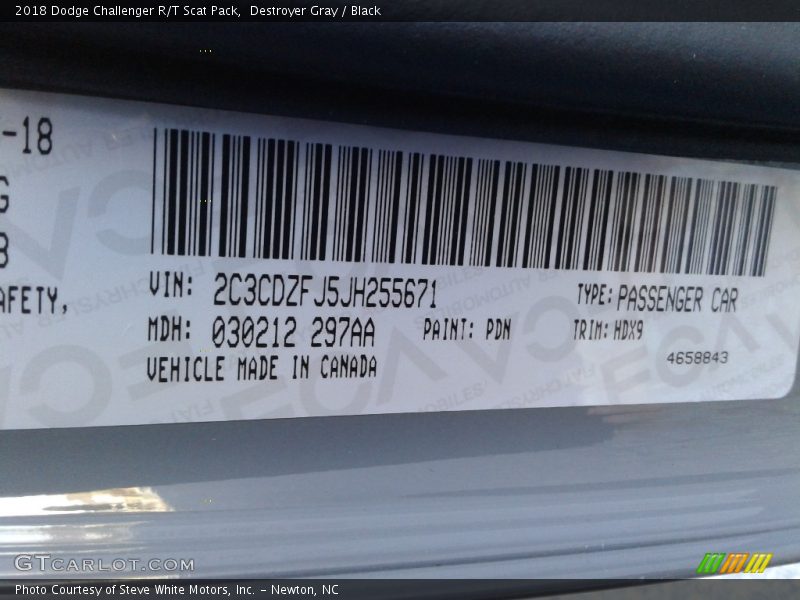 2018 Dodge Challenger R/T Scat Pack,  Destroyer Gray / Black
-18
G
8
AFETY,
VIN: 2C3CDZFJ5JH255671 TYPE: PASSENGER CAR
MDH: 030212 297AA PAINT: PDN TRIM: HDX9
VEHICLE MADE IN CANADA 4658843
GTCARLOT.COM
Photo Courtesy of Steve White Motors, Inc. – Newton, NC